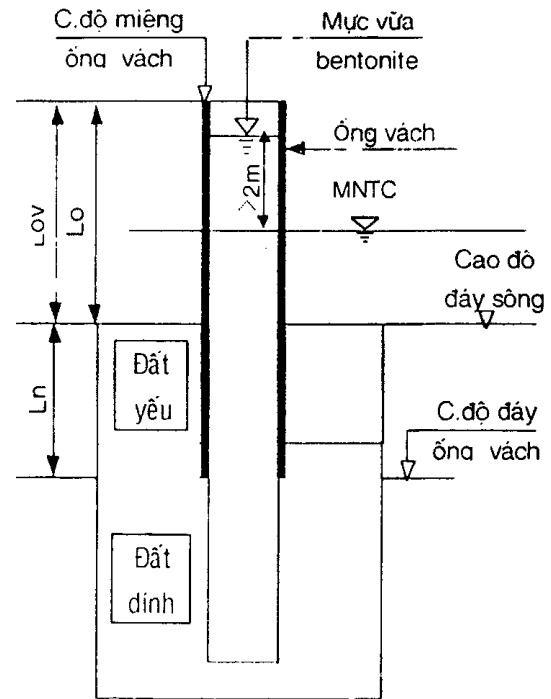 C.độ miệng
ống vách
Mực vữa
bentonite
Ống vách
>2m
MNTC
Lov
Lo
Cao độ
đáy sông
Ln
Đất
yếu
C.độ đáy
ống vách
Đất
dính